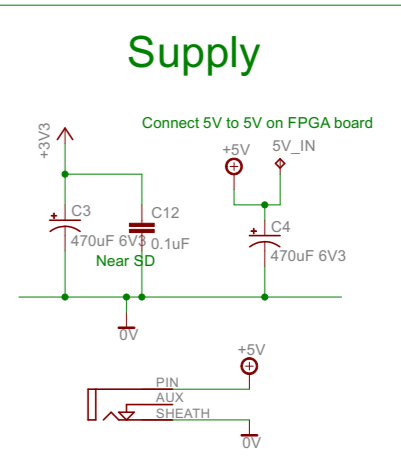 Supply
Connect 5V to 5V on FPGA board
+3V3
+5V
5V_IN
C3
470uF 6V3
C12
0.1uF
Near SD
C4
470uF 6V3
0V
+5V
PIN
AUX
SHEATH
0V